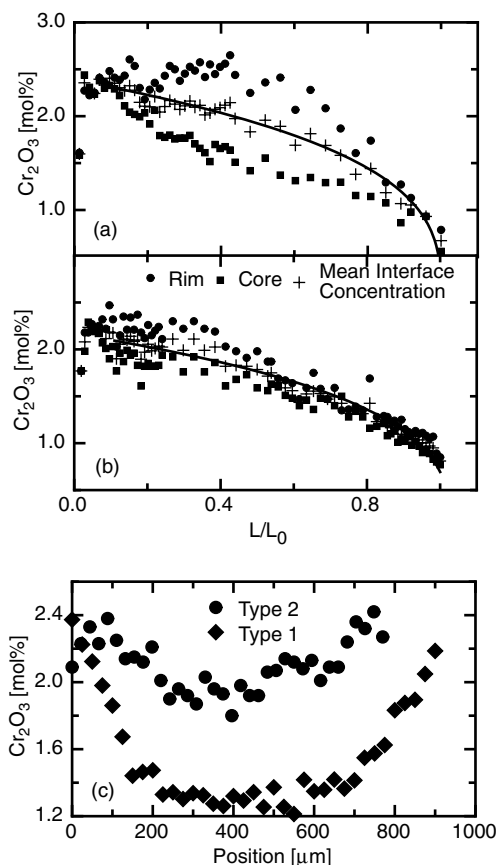 3.0
2.0
1.0
Cr₂O₃ [mol%]
(a)
● Rim ■ Core + Mean Interface
Concentration
2.0
1.0
Cr₂O₃ [mol%]
(b)
0.0 0.4 0.8
L/L₀
2.4
2.0
1.6
1.2
Cr₂O₃ [mol%]
● Type 2
◆ Type 1
(c)
0 200 400 600 800 1000
Position [μm]